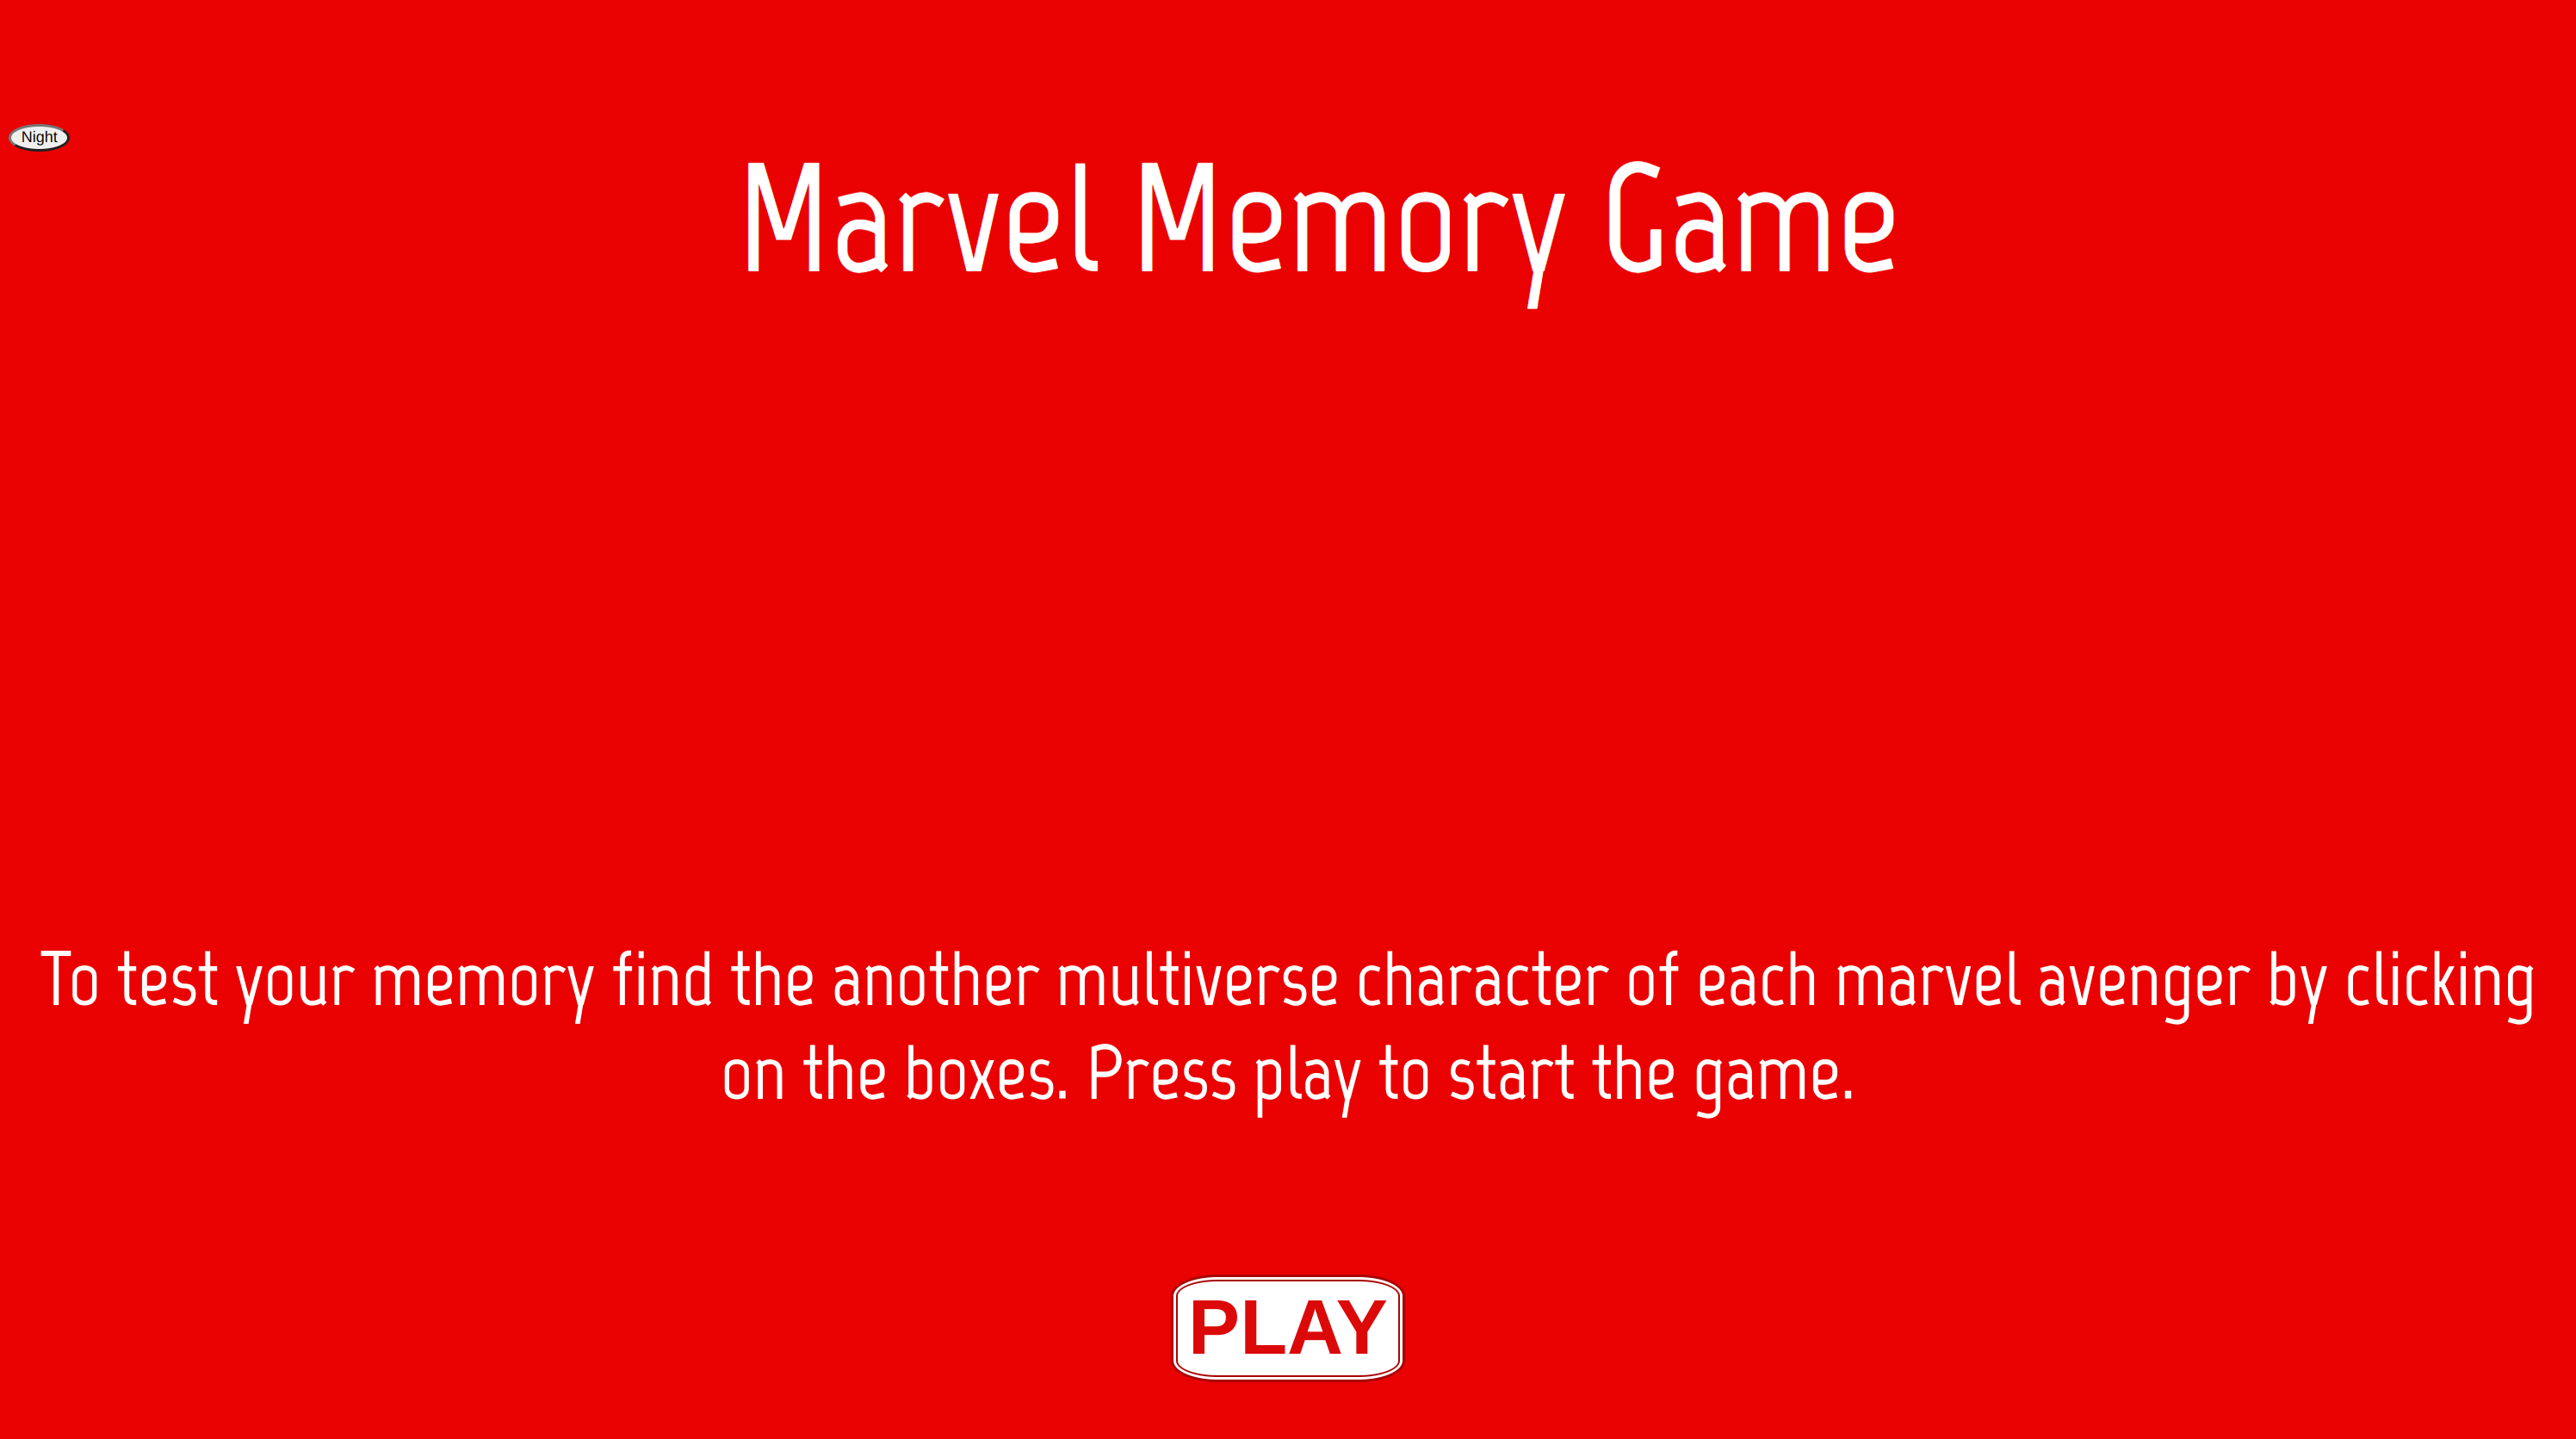 Night
Marvel Memory Game
To test your memory find the another multiverse character of each marvel avenger by clicking
on the boxes. Press play to start the game.
PLAY